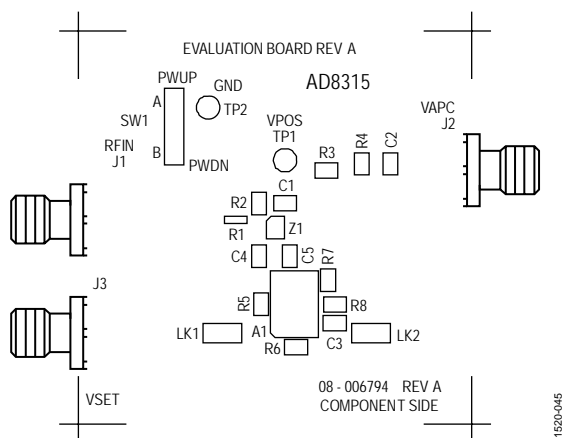 EVALUATION BOARD REV A
PWUP
GND
AD8315
A
TP2
SW1
VPOS
TP1
VAPC
J2
RFIN
J1
B
PWDN
R3
R4
C2
C1
R2
R1
Z1
C4
C5
R7
J3
R5
R8
LK1
A1
C3
LK2
R6
VSET
08 - 006794 REV A
COMPONENT SIDE
1520-045